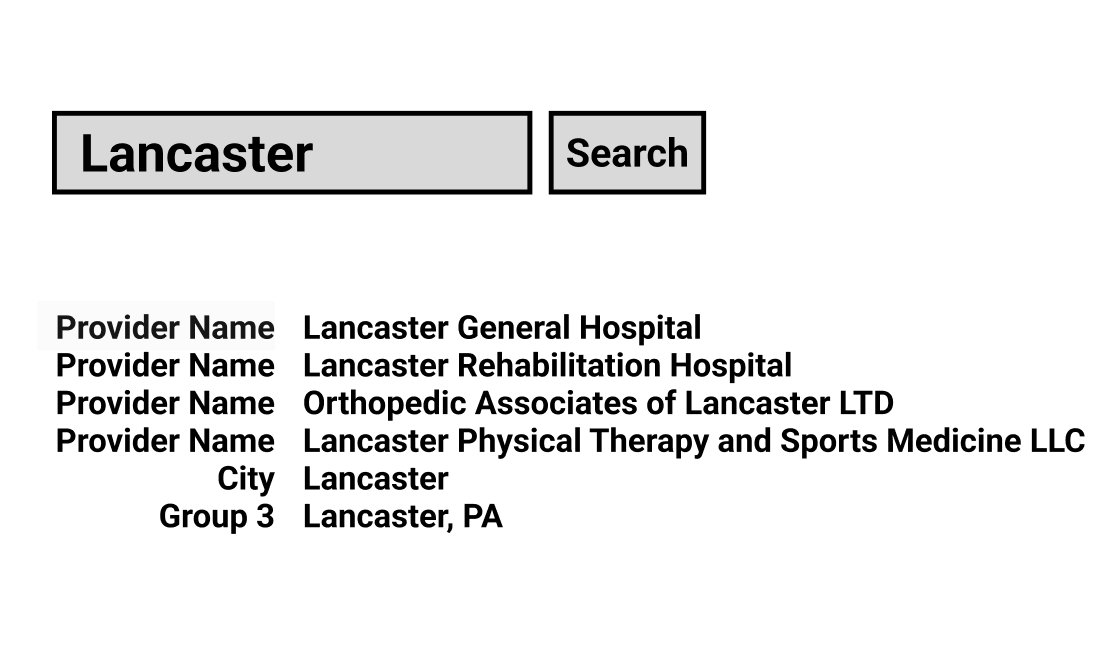 Lancaster Search
Provider Name Lancaster General Hospital
Provider Name Lancaster Rehabilitation Hospital
Provider Name Orthopedic Associates of Lancaster LTD
Provider Name Lancaster Physical Therapy and Sports Medicine LLC
City Lancaster
Group 3 Lancaster, PA